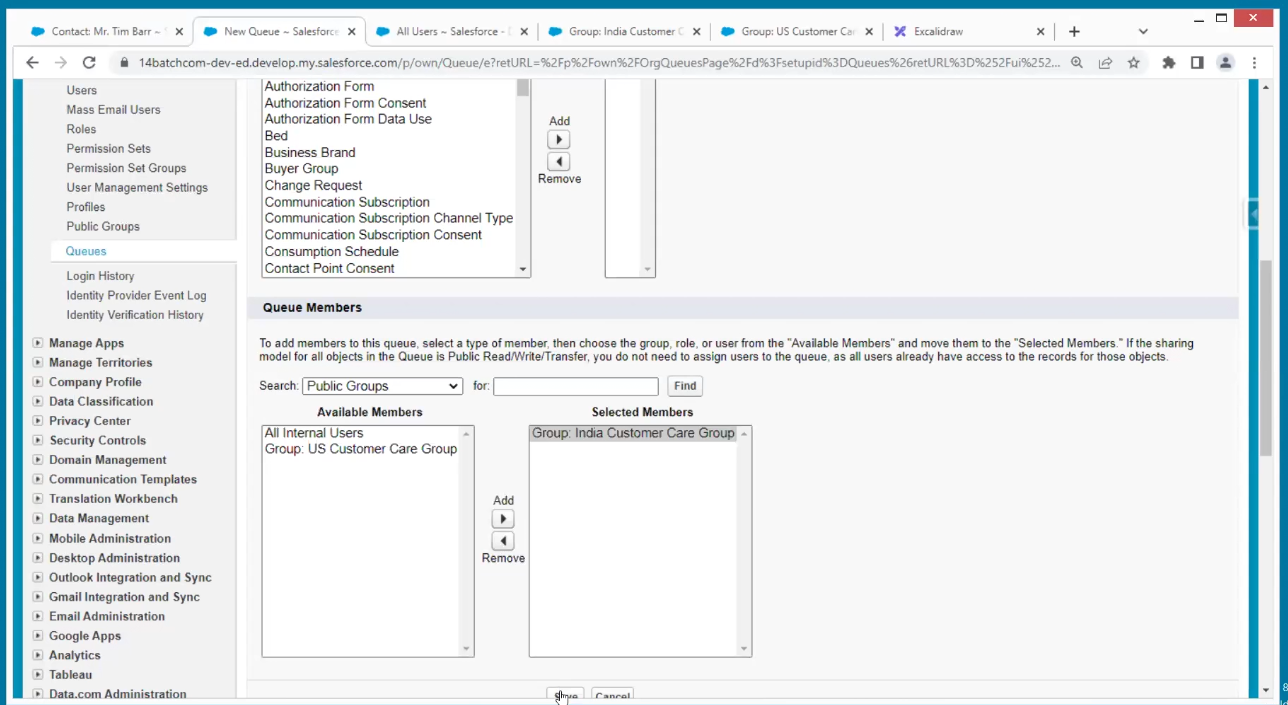 Contact: Mr. Tim Barr ~
New Queue ~ Salesforce
All Users ~ Salesforce -
Group: India Customer C
Group: US Customer Ca
Excalidraw
14batchcom-dev-ed.develop.my.salesforce.com/p/own/Queue/e?retURL=%2Fp%2Fown%2FOrgQueuesPage%2Fd%3Fsetupid%3DQueues%26retURL%3D%252Fui%252...
Users
Mass Email Users
Roles
Permission Sets
Permission Set Groups
User Management Settings
Profiles
Public Groups
Queues
Login History
Identity Provider Event Log
Identity Verification History
Manage Apps
Manage Territories
Company Profile
Data Classification
Privacy Center
Security Controls
Domain Management
Communication Templates
Translation Workbench
Data Management
Mobile Administration
Desktop Administration
Outlook Integration and Sync
Gmail Integration and Sync
Email Administration
Google Apps
Analytics
Tableau
Data.com Administration
Authorization Form
Authorization Form Consent
Authorization Form Data Use
Bed
Business Brand
Buyer Group
Change Request
Communication Subscription
Communication Subscription Channel Type
Communication Subscription Consent
Consumption Schedule
Contact Point Consent
Add
Remove
Queue Members
To add members to this queue, select a type of member, then choose the group, role, or user from the "Available Members" and move them to the "Selected Members." If the sharing
model for all objects in the Queue is Public Read/Write/Transfer, you do not need to assign users to the queue, as all users already have access to the records for those objects.
Search: Public Groups for: Find
Available Members
All Internal Users
Group: US Customer Care Group
Add
Remove
Selected Members
Group: India Customer Care Group
Save Cancel